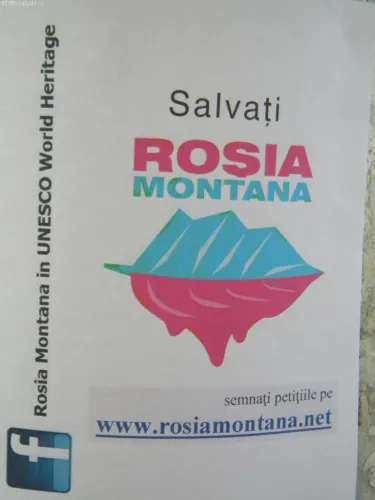 Salvați
ROȘIA
MONTANA
semnați petițiile pe
www.rosiamontana.net
Rosia Montana in UNESCO World Heritage
f